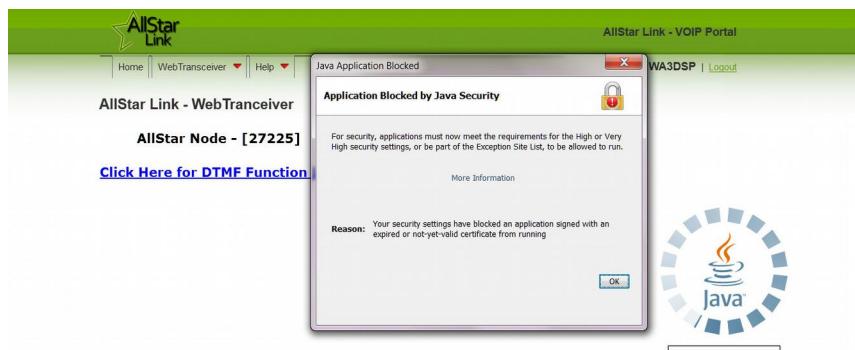 AllStar
Link
AllStar Link - VOIP Portal
Home WebTransceiver Help
WA3DSP | Logout
Java Application Blocked
Application Blocked by Java Security
AllStar Link - WebTranceiver
AllStar Node - [27225]
Click Here for DTMF Function
For security, applications must now meet the requirements for the High or Very
High security settings, or be part of the Exception Site List, to be allowed to run.
More Information
Reason: Your security settings have blocked an application signed with an
expired or not-yet-valid certificate from running
OK
Java